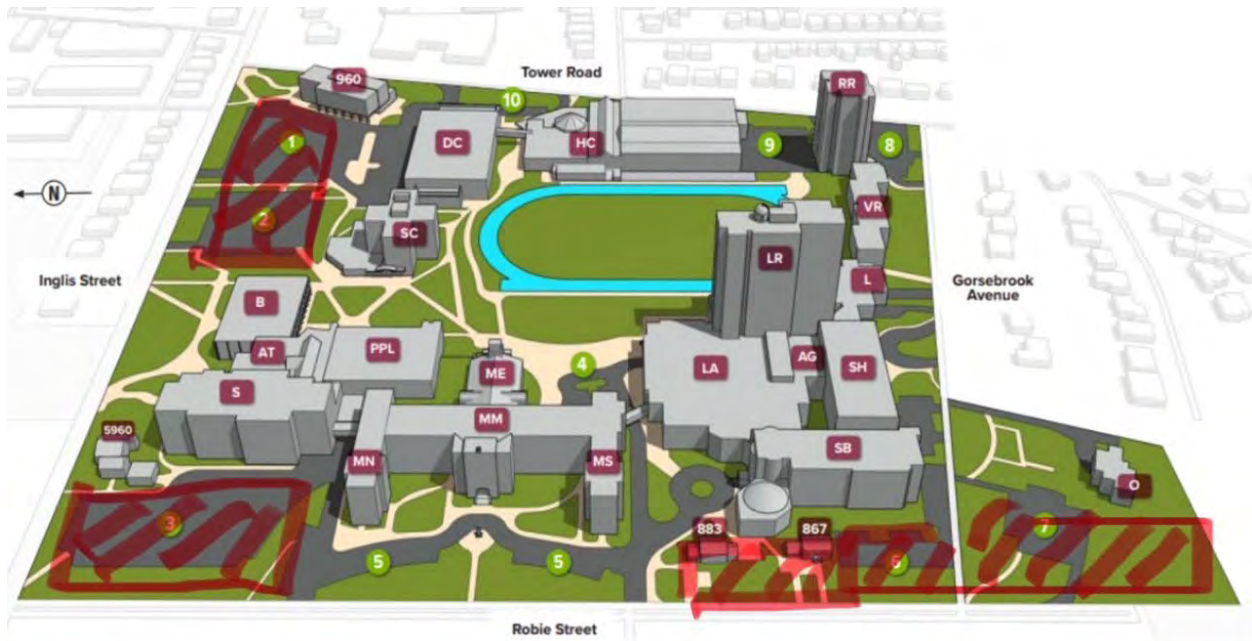 Tower Road
960
10
RR
1
DC
HC
9
8
N
2
SC
VR
Inglis Street
LR
L
Gorsebrook
Avenue
B
AT
PPL
4
ME
LA
AG
SH
S
MM
5960
MN
MS
SB
O
3
883
867
7
5
5
6
Robie Street